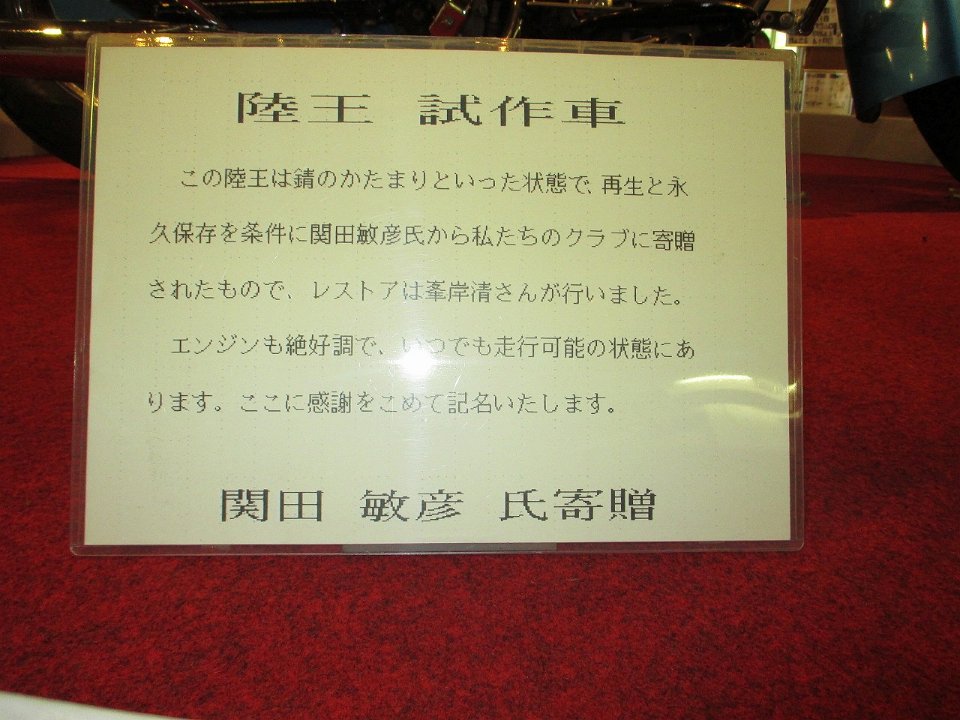 陸王 試作車
この陸王は錆のかたまりといった状態で、再生と永
久保存を条件に関田敏彦氏から私たちのクラブに寄贈
されたもので、レストアは峯岸清さんが行いました。
エンジンも絶好調で、いつでも走行可能の状態にあ
ります。ここに感謝をこめて記名いたします。
関田 敏彦 氏寄贈